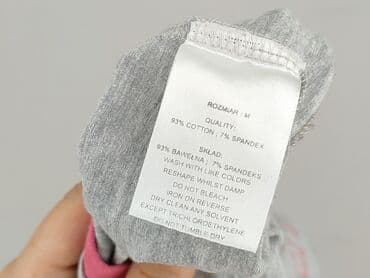 ROZMIAR : M
QUALITY:
93% COTTON ; 7% SPANDEX
SKŁAD:
93% BAWEŁNA ; 7% SPANDEKS
WASH WITH LIKE COLORS
RESHAPE WHILST DAMP
DO NOT BLEACH
IRON ON REVERSE
DRY CLEAN ANY SOLVENT
EXCEPT TRICHLOROETHYLENE
DO NOT TUMBLE DRY